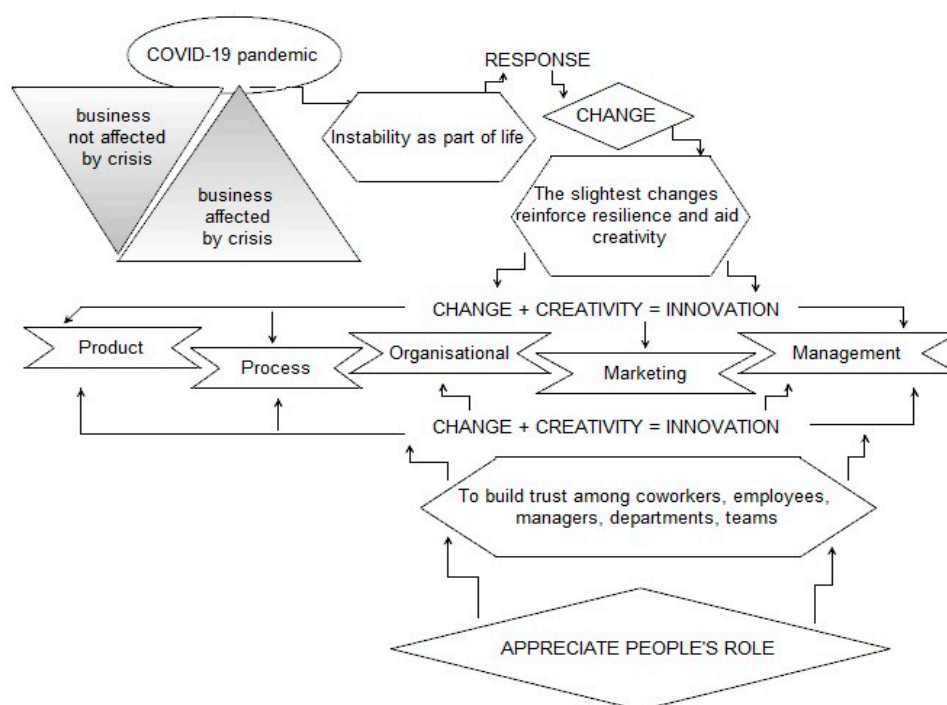 COVID-19 pandemic
RESPONSE
business
not affected
by crisis
CHANGE
Instability as part of life
business
affected
by crisis
The slightest changes
reinforce resilience and aid
creativity
CHANGE + CREATIVITY = INNOVATION
Product
Process
Organisational
Marketing
Management
CHANGE + CREATIVITY = INNOVATION
To build trust among coworkers, employees,
managers, departments, teams
APPRECIATE PEOPLE'S ROLE